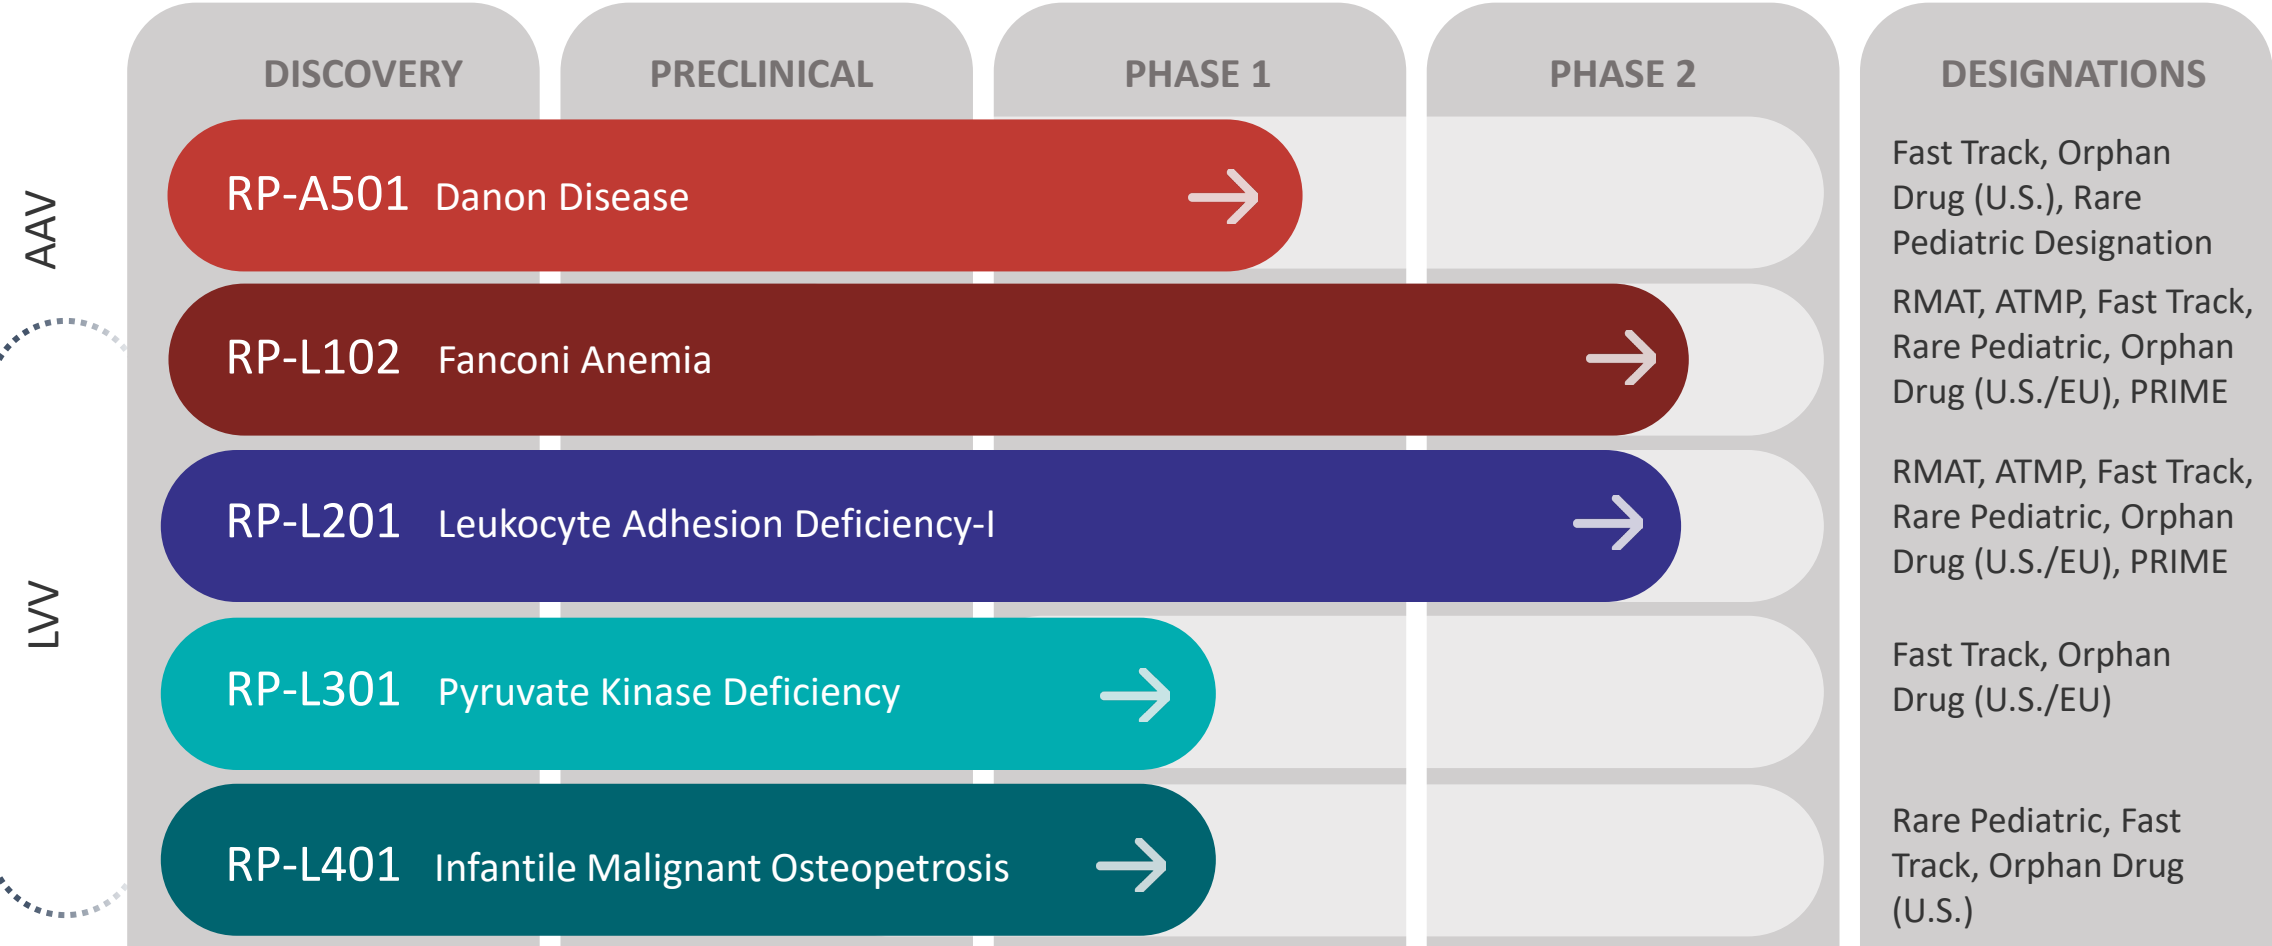 DISCOVERY
PRECLINICAL
PHASE 1
PHASE 2
DESIGNATIONS
AAV
RP-A501 Danon Disease
Fast Track, Orphan
Drug (U.S.), Rare
Pediatric Designation
RP-L102 Fanconi Anemia
RMAT, ATMP, Fast Track,
Rare Pediatric, Orphan
Drug (U.S./EU), PRIME
LVV
RP-L201 Leukocyte Adhesion Deficiency-I
RMAT, ATMP, Fast Track,
Rare Pediatric, Orphan
Drug (U.S./EU), PRIME
RP-L301 Pyruvate Kinase Deficiency
Fast Track, Orphan
Drug (U.S./EU)
RP-L401 Infantile Malignant Osteopetrosis
Rare Pediatric, Fast
Track, Orphan Drug
(U.S.)